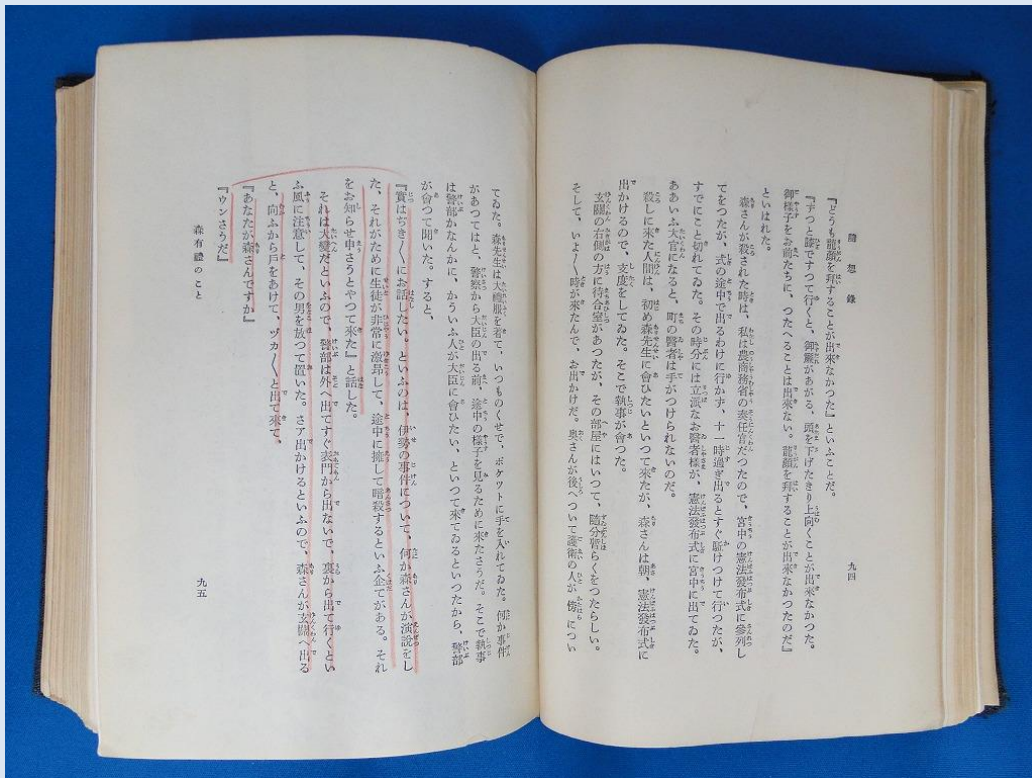 隨想錄
九四
『どうも龍顏を拜することが出來なかつた』といふことだ。
『ずつと膝ですつて行くと、御簾があがる、頭を下げたきり上向くことが出來なかつた。
御樣子をお前たちに、つたへることは出來ない。龍顏を拜することが出來なかつたのだ』
といはれた。
森さんが殺された時は、私は農商務省の奏任官だつたので、宮中の憲法發布式に參列し
てをつたが、式の途中で出るわけに行かず、十一時過ぎ出るとすぐ駈けつけて行つたが、
すでにこと切れてゐた。その時分には立派なお醫者樣が、憲法發布式に宮中に出てゐた。
ああいふ大官になると、町の醫者は手がつけられないのだ。
殺しに來た人間は、初め森先生に會ひたいといつて來たが、森さんは朝、憲法發布式に
出かけるので、支度をしてゐた。そこで執事が會つた。
玄關の右側の方に待合室があつたが、その部屋にはいつて、隨分暫らくをつたらしい。
そして、いよ〳〵時が來たんで、お出かけだ。奧さんが後へついて護衞の人が傍につい
てゐた。森先生は大禮服を着て、いつものくせで、ポケツトに手を入れてゐた。何か事件
があつてはと、警察から大臣の出る前、途中の樣子を見るために來たさうだ。そこで執事
は警部かなんかに、かういふ人が大臣に會ひたい、といつて來てゐるといつたから、警部
が會つて聞いた。すると、
『實はぢき〳〵にお話したい。といふのは、伊勢の事件について、何か森さんが演說をし
た、それがために生徒が非常に激昂して、途中に擁して暗殺するといふ企てがある。それ
をお知らせ申さうとやつて來た』と話した。
それは大變だといふので、警部は外へ出てすぐ表門から出ないで、裏から出て行くとい
ふ風に注意して、その男を放つて置いた。さア出かけるといふので、森さんが玄關へ出る
と、向ふから戶をあけて、ヅカ〳〵と出て來て、
『あなたが森さんですか』
『ウンさうだ』
森有禮のこと
九五